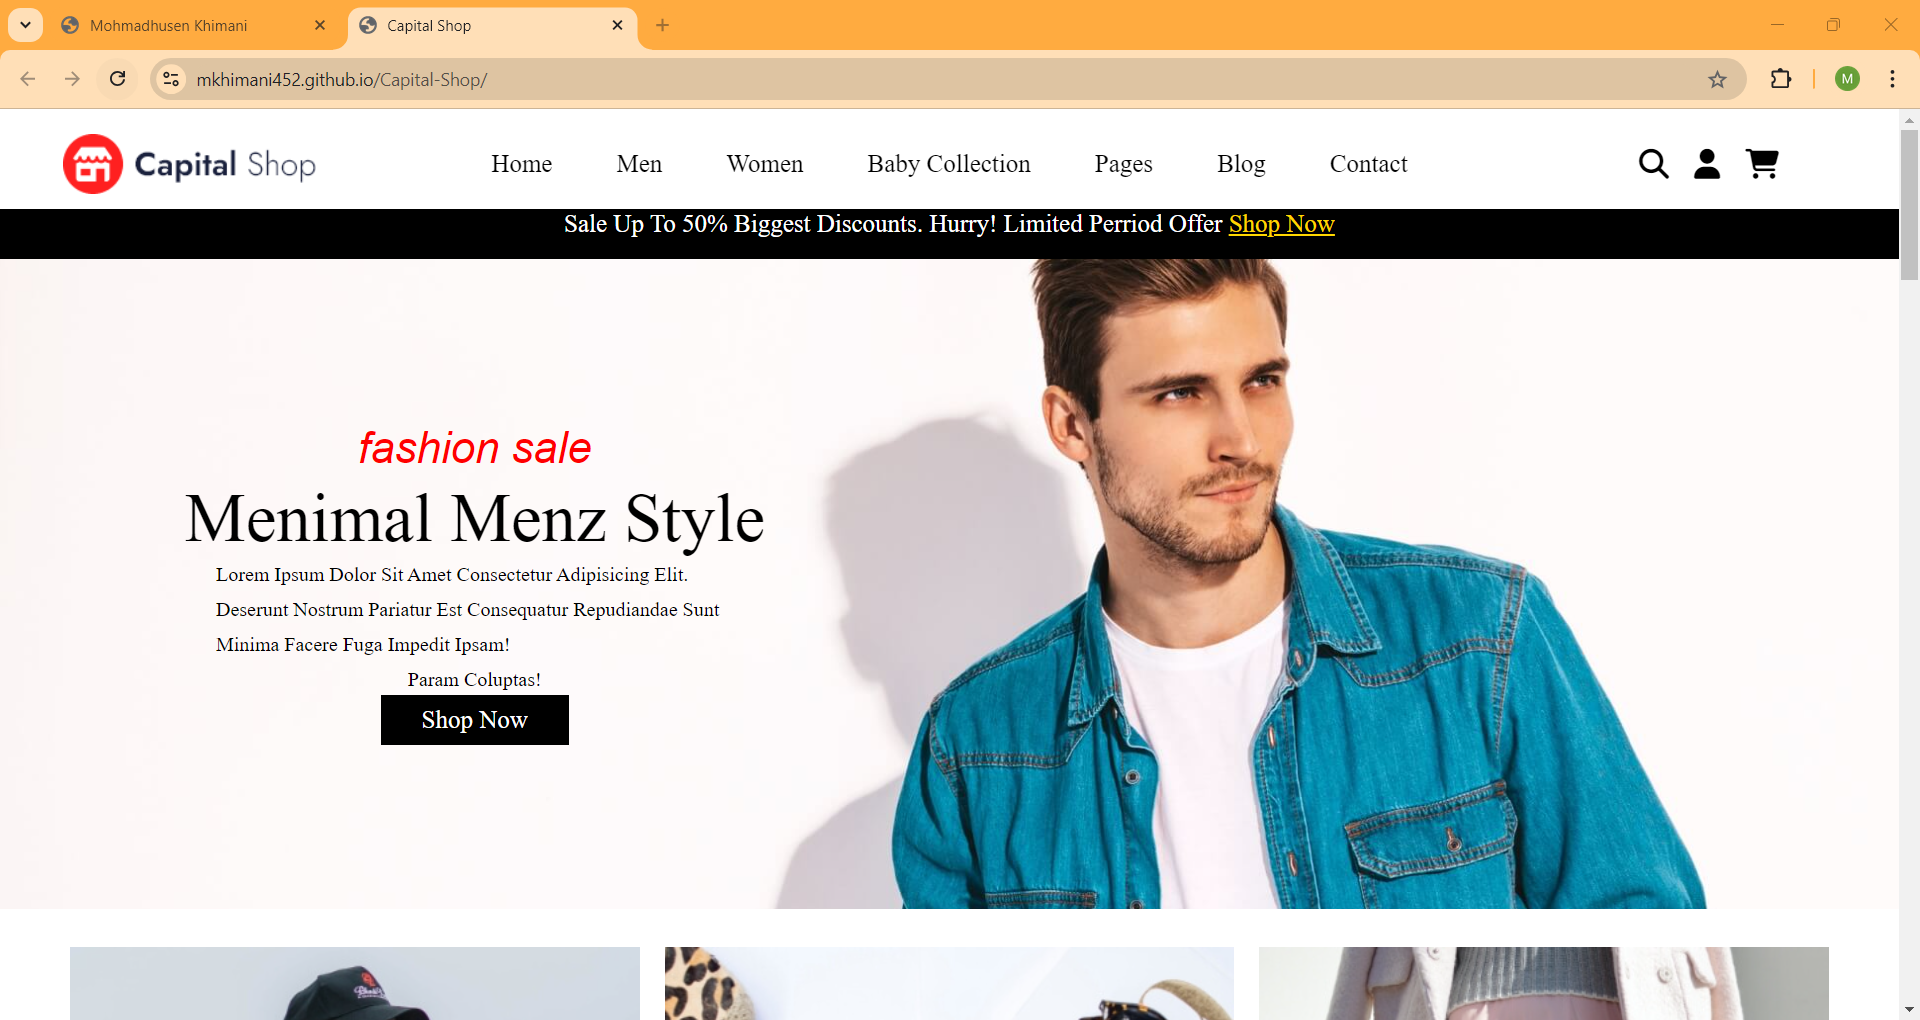 Mohmadhusen Khimani
Capital Shop
mkhimani452.github.io/Capital-Shop/
M
Capital Shop
Home Men Women Baby Collection Pages Blog Contact
Sale Up To 50% Biggest Discounts. Hurry! Limited Perriod Offer Shop Now
fashion sale
Menimal Menz Style
Lorem Ipsum Dolor Sit Amet Consectetur Adipisicing Elit.
Deserunt Nostrum Pariatur Est Consequatur Repudiandae Sunt
Minima Facere Fuga Impedit Ipsam!
Param Coluptas!
Shop Now